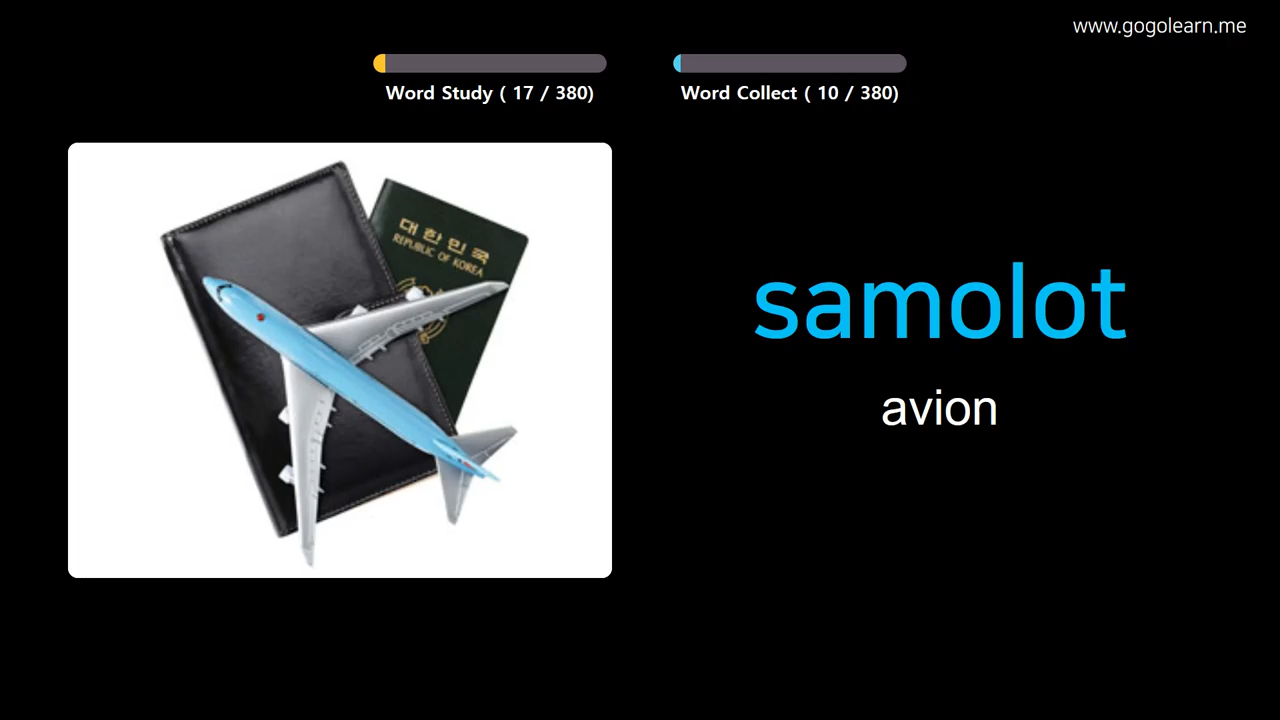 www.gogolearn.me
Word Study ( 17 / 380)
Word Collect ( 10 / 380)
대한민국
REPUBLIC OF KOREA
samolot
avion